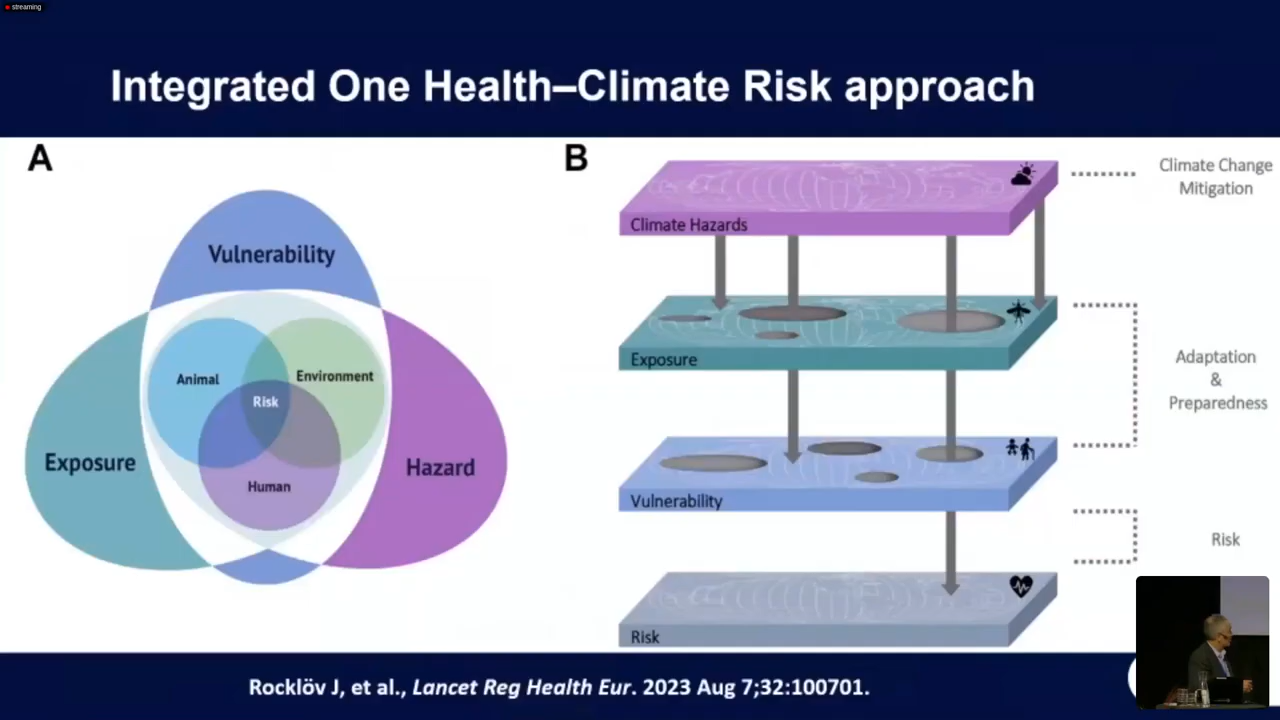 streaming
Integrated One Health–Climate Risk approach
A
Vulnerability
Animal
Environment
Risk
Human
Exposure
Hazard
B
Climate Hazards
Exposure
Vulnerability
Risk
Climate Change
Mitigation
Adaptation
&
Preparedness
Risk
Rocklöv J, et al., Lancet Reg Health Eur. 2023 Aug 7;32:100701.